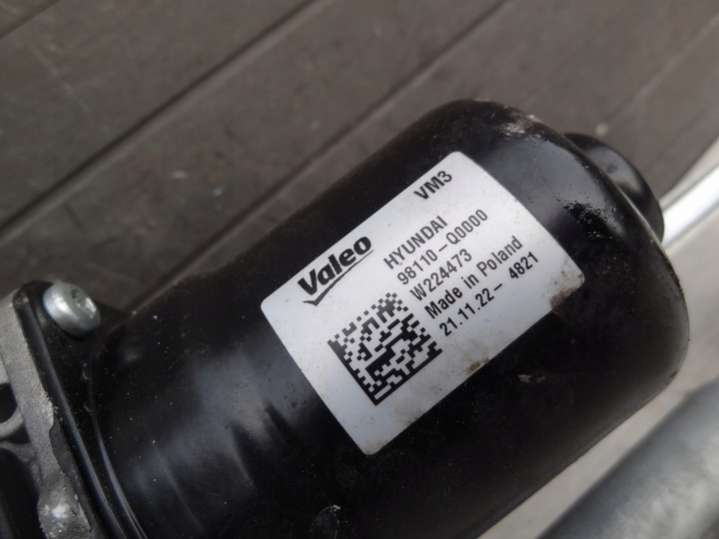 VM3
Valeo
HYUNDAI
98110-Q0000
W224473
Made in Poland
21.11.22- 4821